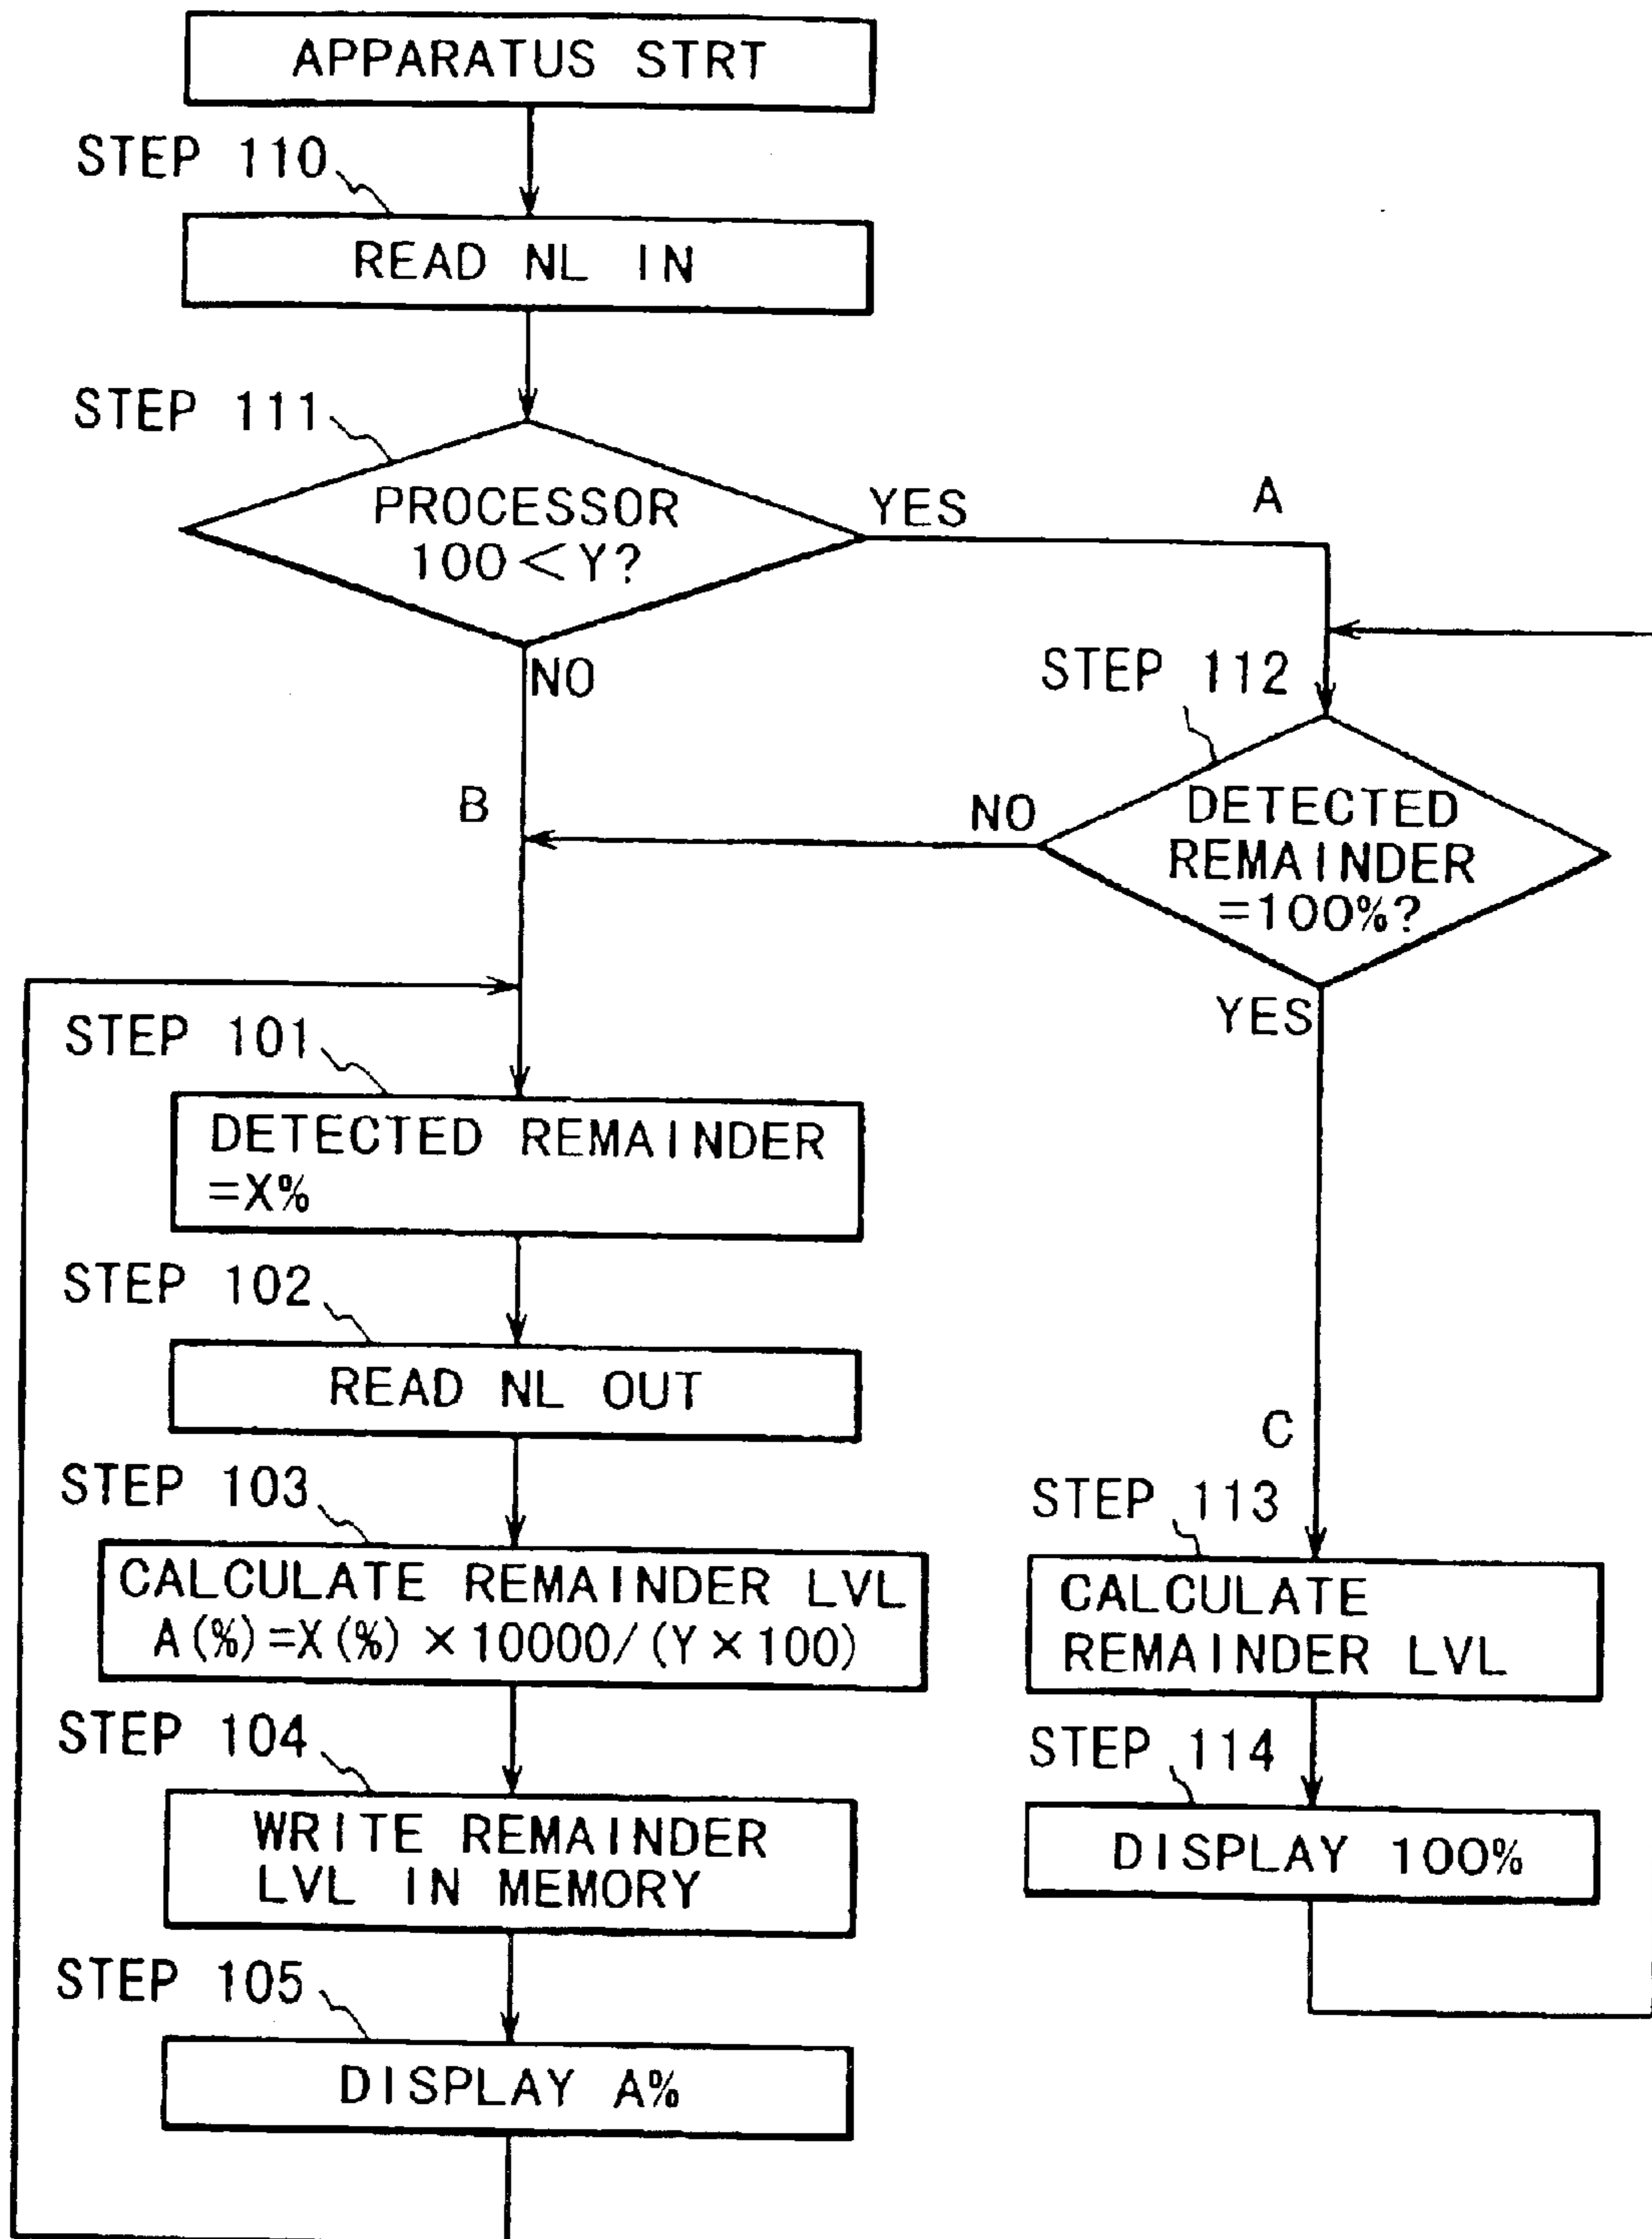 APPARATUS STRT
STEP 110
READ NL IN
STEP 111
PROCESSOR
100<Y?
YES
A
NO
STEP 112
B
NO
DETECTED
REMAINDER
=100%?
YES
STEP 101
DETECTED REMAINDER
=X%
STEP 102
READ NL OUT
C
STEP 103
CALCULATE REMAINDER LVL
A(%)=X(%)×10000/(Y×100)
STEP 113
CALCULATE
REMAINDER LVL
STEP 104
WRITE REMAINDER
LVL IN MEMORY
STEP 114
DISPLAY 100%
STEP 105
DISPLAY A%